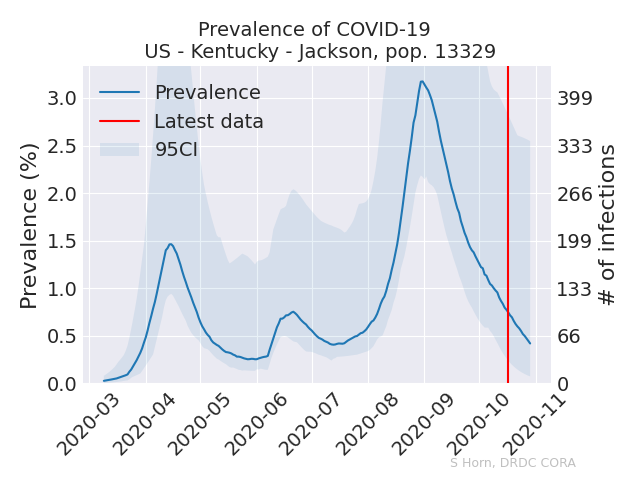 Prevalence of COVID-19
US - Kentucky - Jackson, pop. 13329
Prevalence
Latest data
95CI
Prevalence (%)
3.0
2.5
2.0
1.5
1.0
0.5
0.0
399
333
266
199
133
66
0
# of infections
2020-03
2020-04
2020-05
2020-06
2020-07
2020-08
2020-09
2020-10
2020-11
S Horn, DRDC CORA